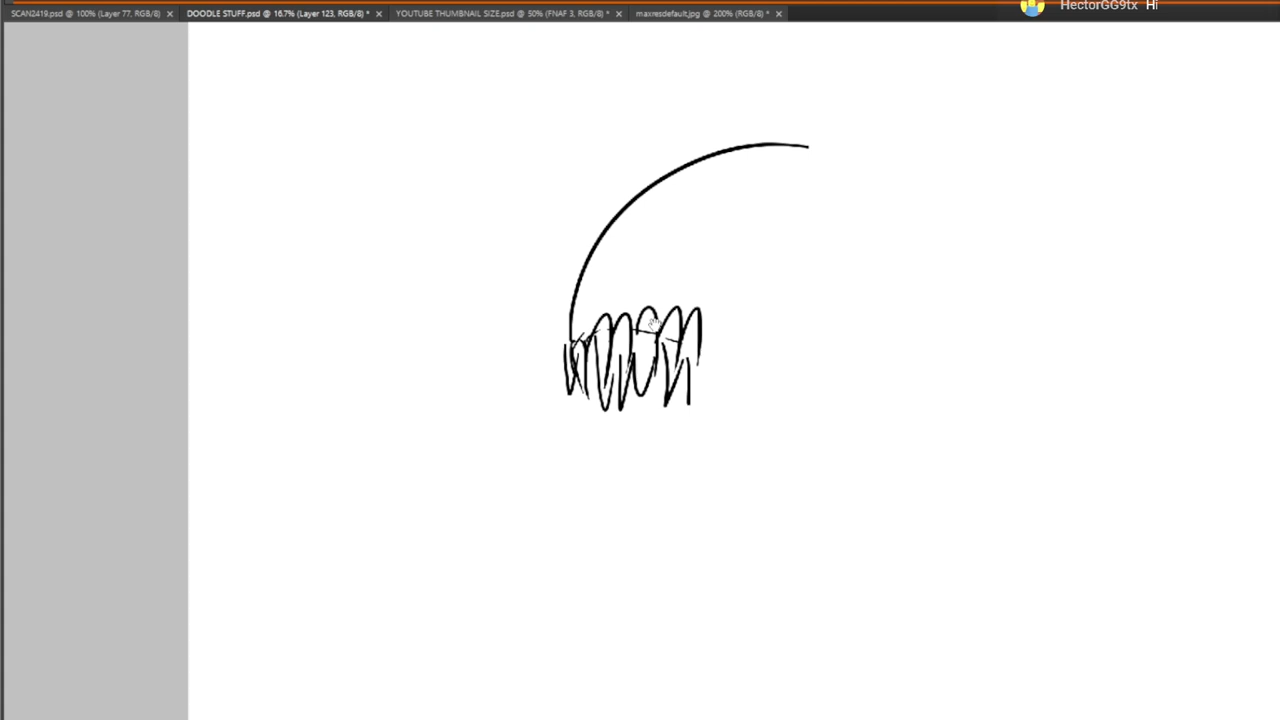 HectorGG9tx Hi
SCAN2419.psd @ 100% (Layer 77, RGB/8) DOODLE STUFF.psd @ 16.7% (Layer 123, RGB/8) * YOUTUBE THUMBNAIL SIZE.psd @ 50% (FNAF 3, RGB/8) * maxresdefault.jpg @ 200% (RGB/8) *